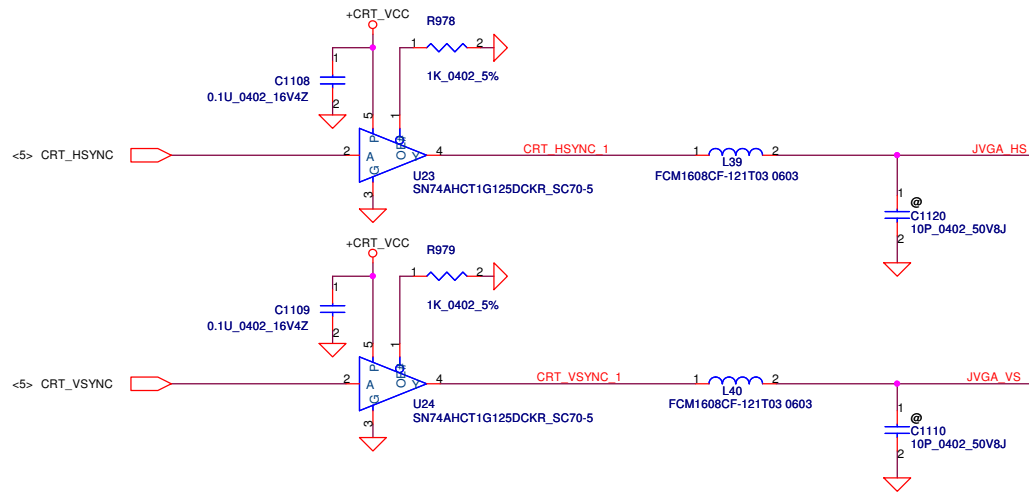 +CRT_VCC
R978
1
2
1K_0402_5%
1
C1108
0.1U_0402_16V4Z
2
5
1
P
OE#
<5> CRT_HSYNC
2
A
Y
4
G
3
U23
SN74AHCT1G125DCKR_SC70-5
CRT_HSYNC_1
1
2
L39
FCM1608CF-121T03 0603
JVGA_HS
1
@
C1120
10P_0402_50V8J
2
+CRT_VCC
R979
1
2
1K_0402_5%
1
C1109
0.1U_0402_16V4Z
2
5
1
P
OE#
<5> CRT_VSYNC
2
A
Y
4
G
3
U24
SN74AHCT1G125DCKR_SC70-5
CRT_VSYNC_1
1
2
L40
FCM1608CF-121T03 0603
JVGA_VS
1
@
C1110
10P_0402_50V8J
2